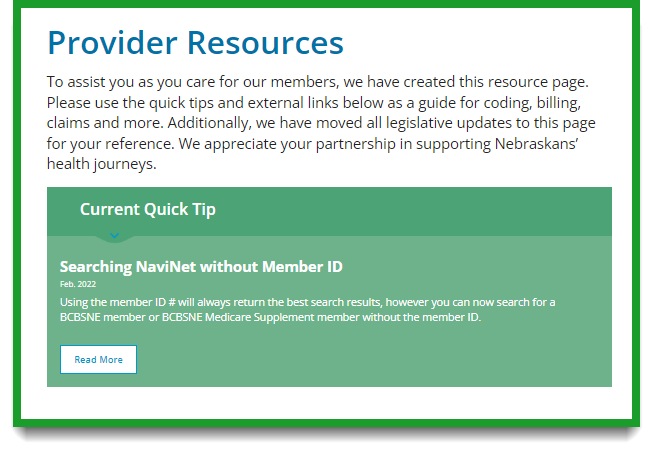 Provider Resources
To assist you as you care for our members, we have created this resource page.
Please use the quick tips and external links below as a guide for coding, billing,
claims and more. Additionally, we have moved all legislative updates to this page
for your reference. We appreciate your partnership in supporting Nebraskans’
health journeys.
Current Quick Tip
Searching NaviNet without Member ID
Feb. 2022
Using the member ID # will always return the best search results, however you can now search for a
BCBSNE member or BCBSNE Medicare Supplement member without the member ID.
Read More